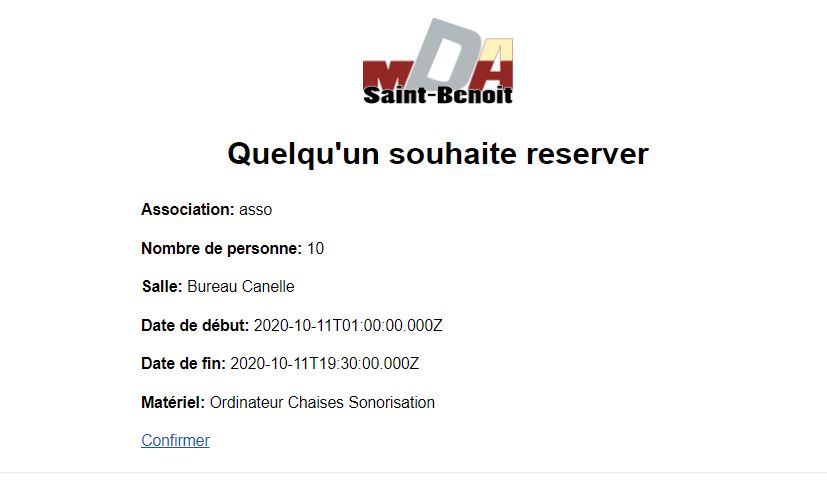 MDA
Saint-Benoit
Quelqu'un souhaite reserver
Association: asso
Nombre de personne: 10
Salle: Bureau Canelle
Date de début: 2020-10-11T01:00:00.000Z
Date de fin: 2020-10-11T19:30:00.000Z
Matériel: Ordinateur Chaises Sonorisation
Confirmer